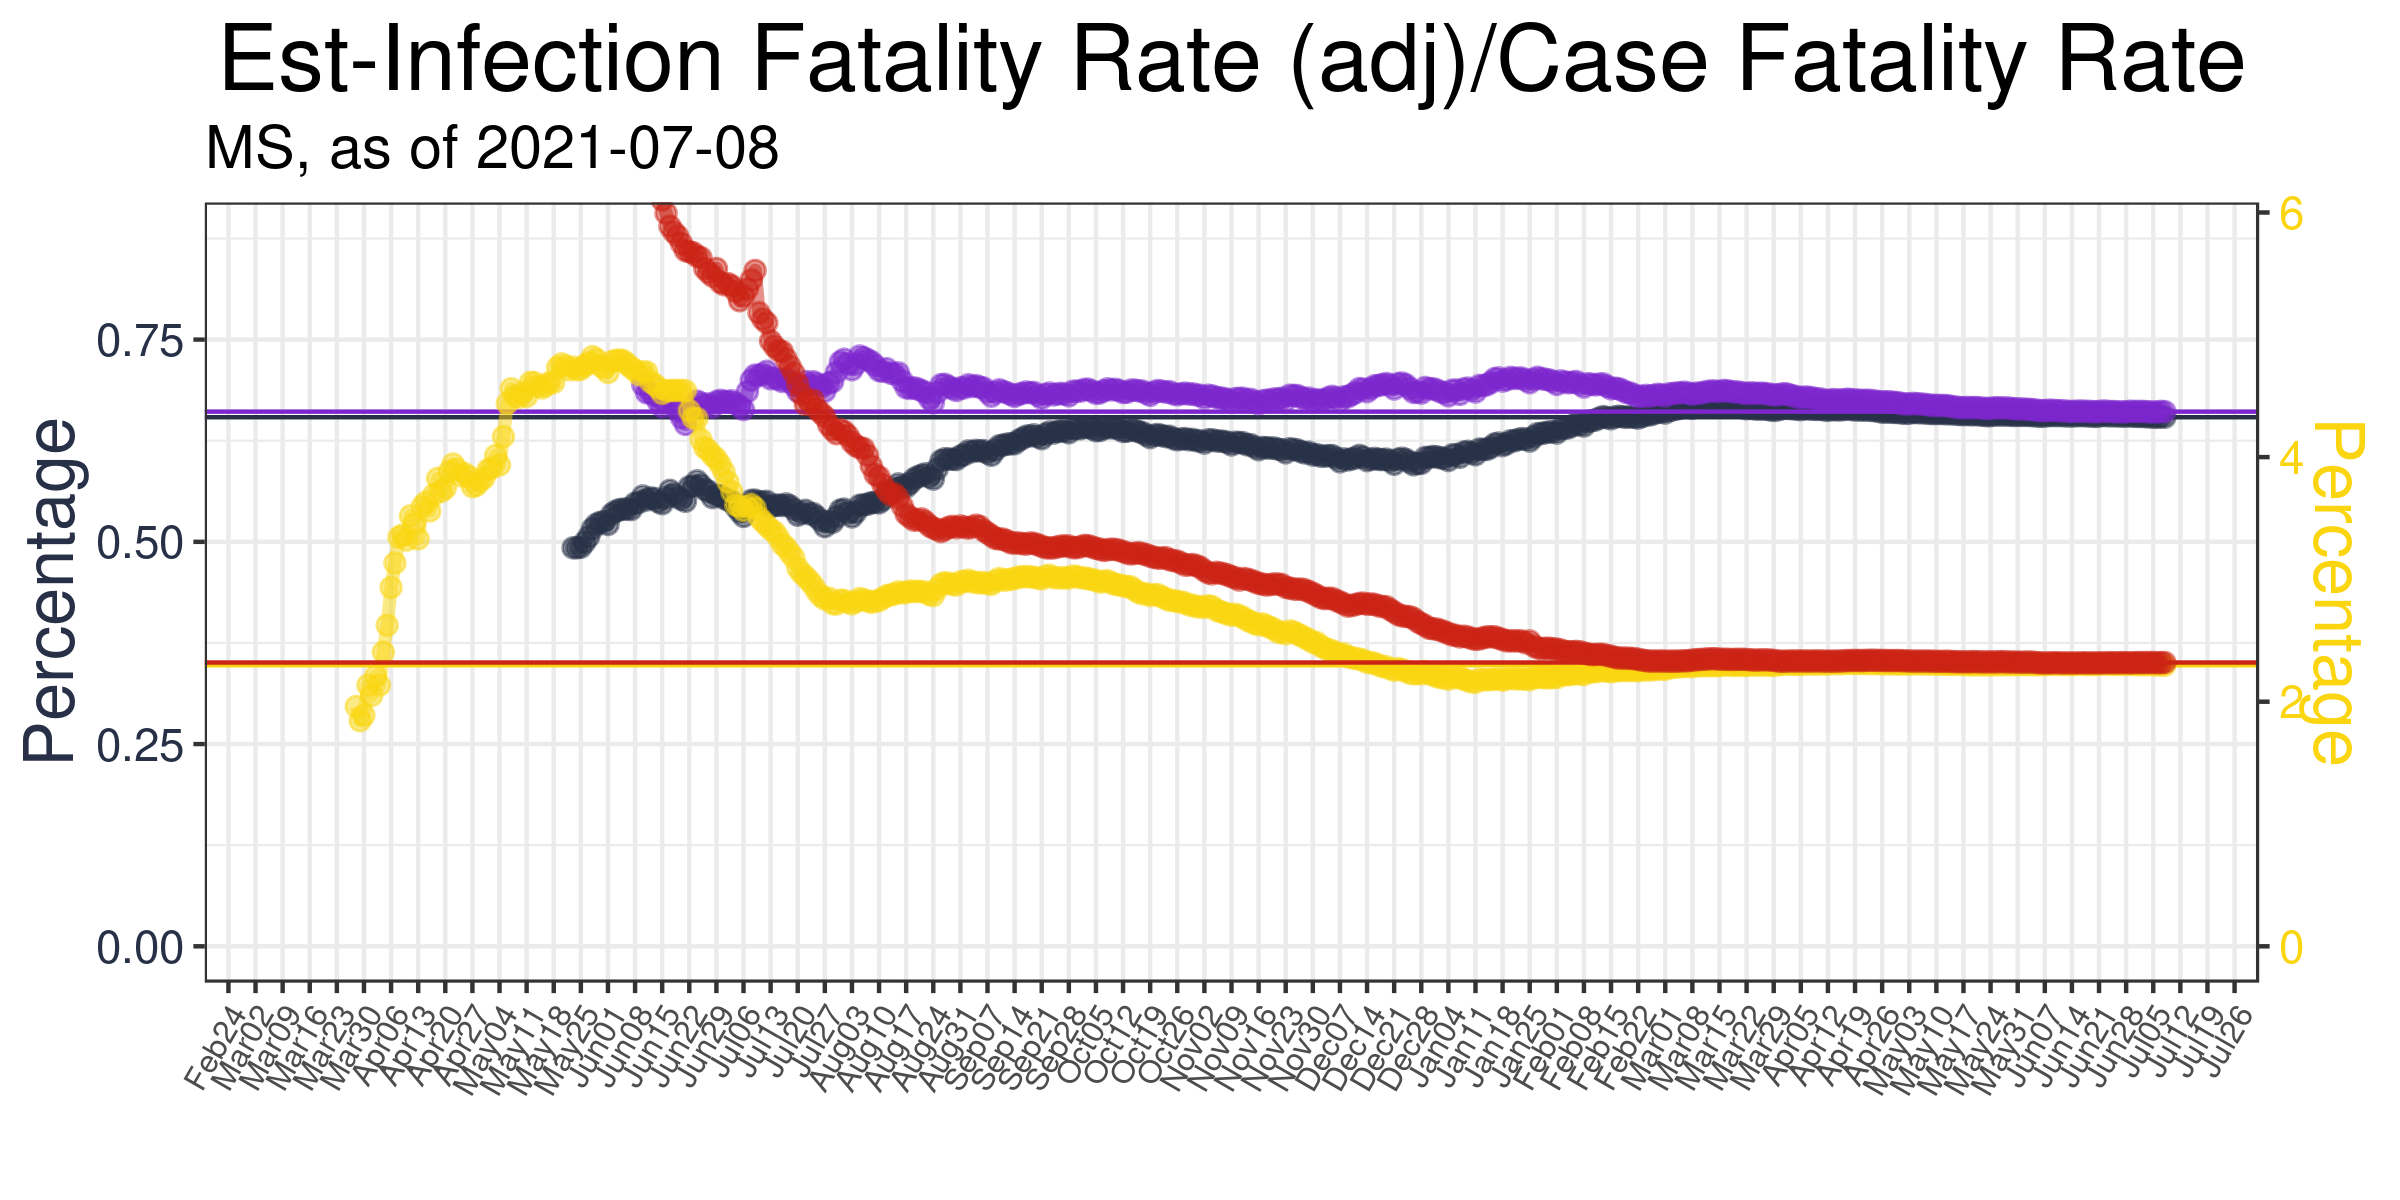 Est-Infection Fatality Rate (adj)/Case Fatality Rate
MS, as of 2021-07-08
Percentage
0.75
0.50
0.25
0.00
6
4
2
0
Percentage
Feb24
Mar02
Mar09
Mar16
Mar23
Mar30
Apr06
Apr13
Apr20
Apr27
May04
May11
May18
May25
Jun01
Jun08
Jun15
Jun22
Jun29
Jul06
Jul13
Jul20
Jul27
Aug03
Aug10
Aug17
Aug24
Aug31
Sep07
Sep14
Sep21
Sep28
Oct05
Oct12
Oct19
Oct26
Nov02
Nov09
Nov16
Nov23
Nov30
Dec07
Dec14
Dec21
Dec28
Jan04
Jan11
Jan18
Jan25
Feb01
Feb08
Feb15
Feb22
Mar01
Mar08
Mar15
Mar22
Mar29
Apr05
Apr12
Apr19
Apr26
May03
May10
May17
May24
May31
Jun07
Jun14
Jun21
Jun28
Jul05
Jul12
Jul19
Jul26